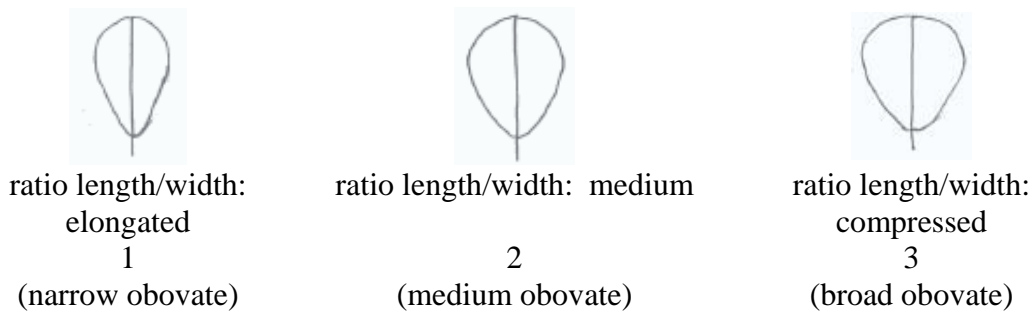 ratio length/width: elongated
1
(narrow obovate)
ratio length/width: medium
2
(medium obovate)
ratio length/width: compressed
3
(broad obovate)